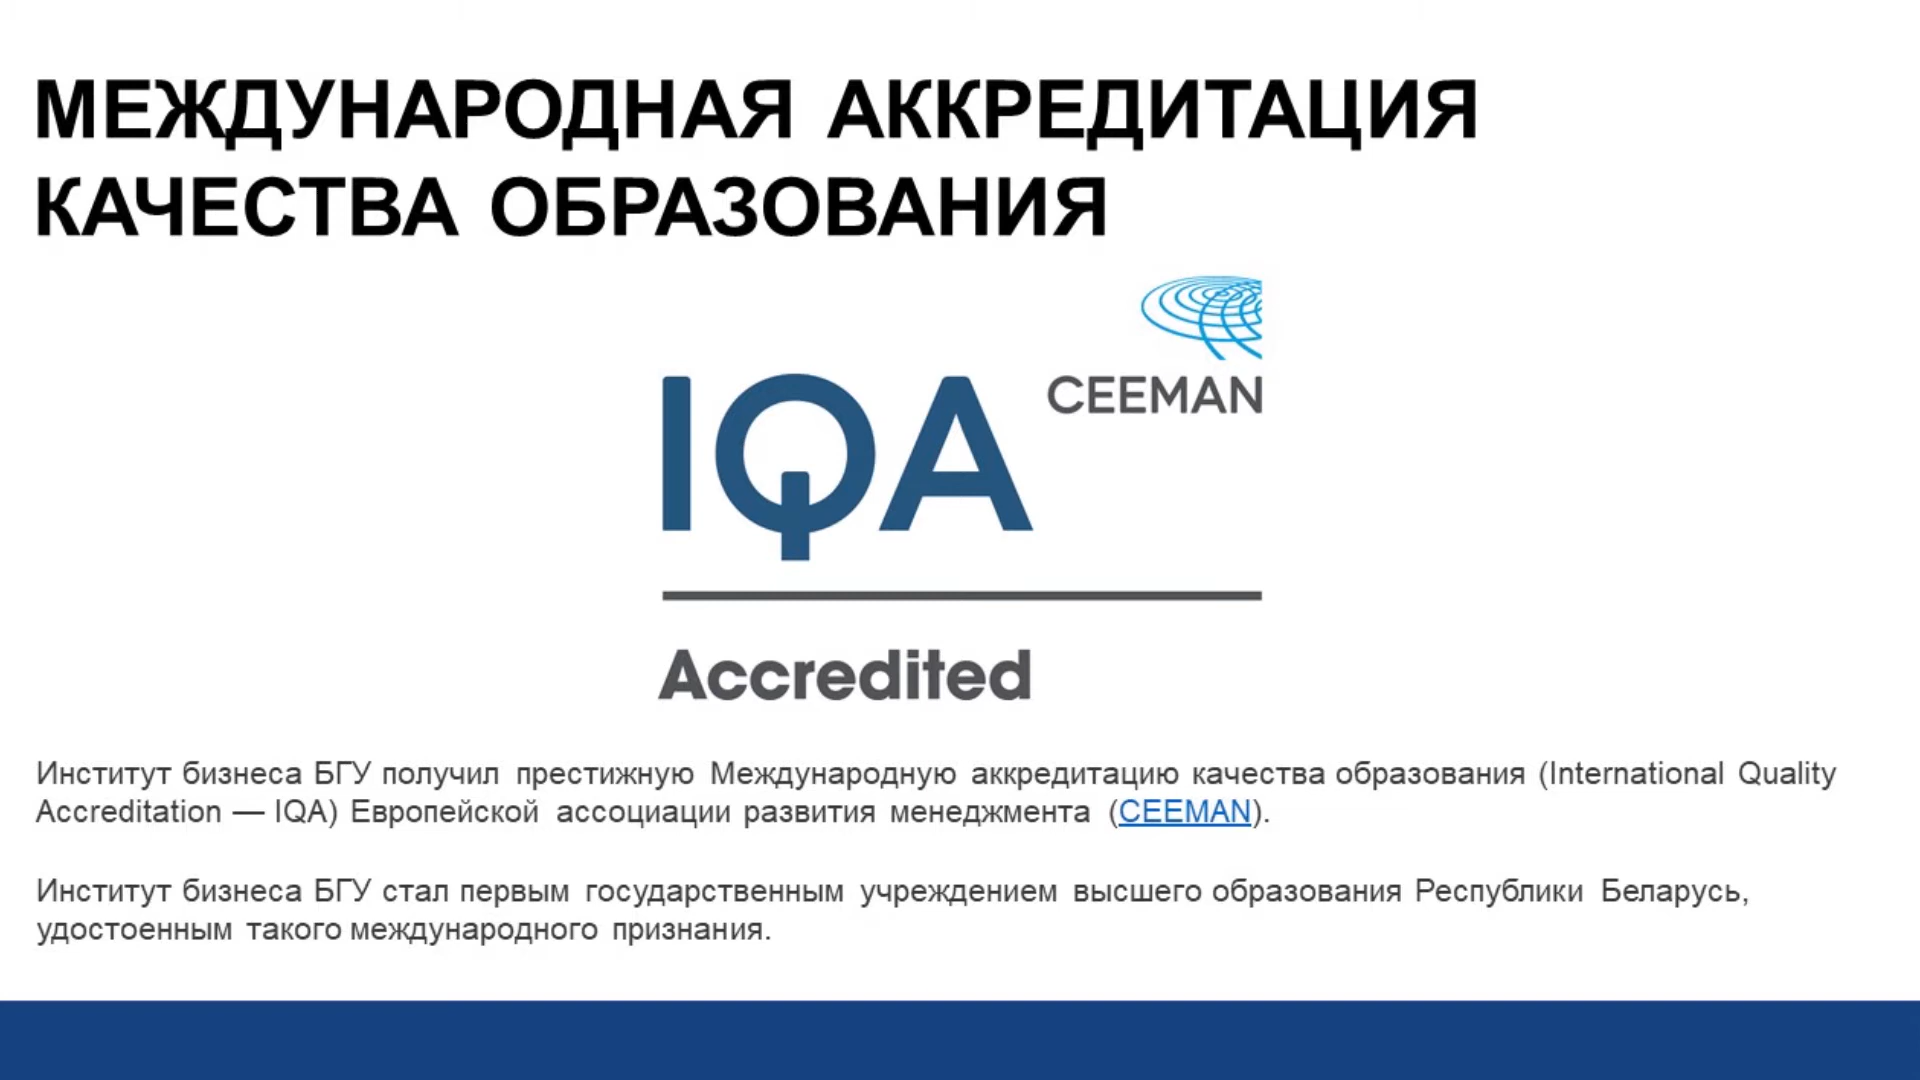 МЕЖДУНАРОДНАЯ АККРЕДИТАЦИЯ
КАЧЕСТВА ОБРАЗОВАНИЯ
CEEMAN
IQA
Accredited
Институт бизнеса БГУ получил престижную Международную аккредитацию качества образования (International Quality
Accreditation — IQA) Европейской ассоциации развития менеджмента (CEEMAN).
Институт бизнеса БГУ стал первым государственным учреждением высшего образования Республики Беларусь,
удостоенным такого международного признания.